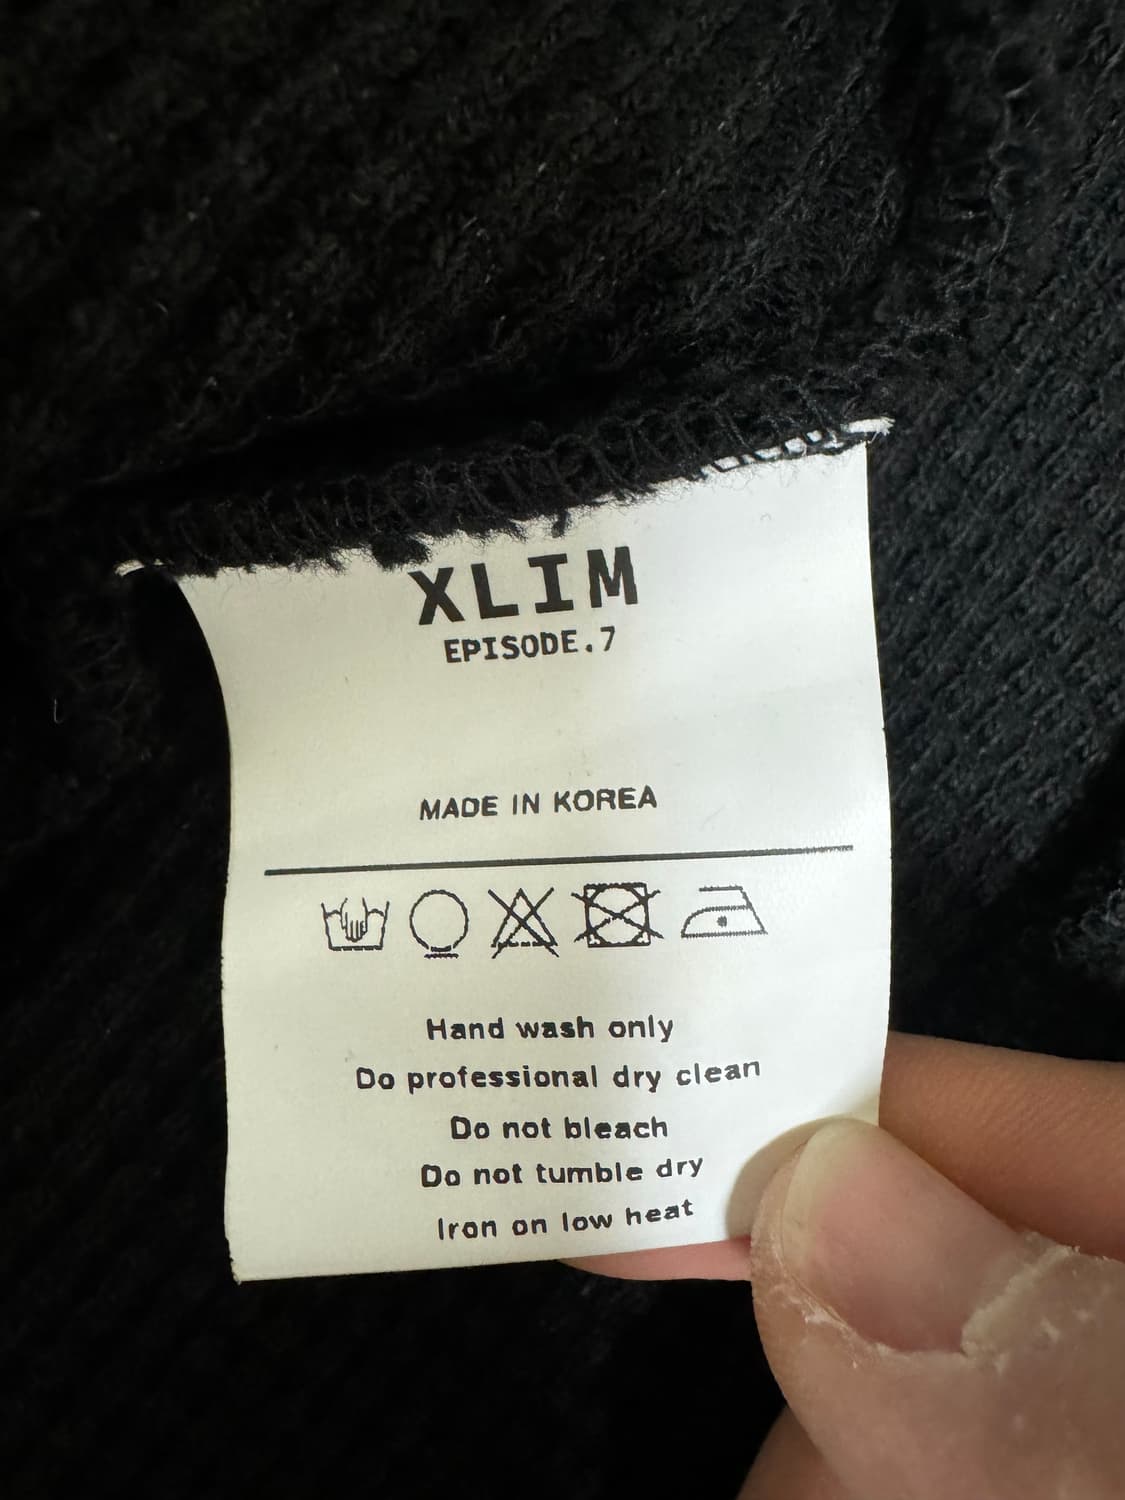 XLIM
EPISODE.7
MADE IN KOREA
Hand wash only
Do professional dry clean
Do not bleach
Do not tumble dry
Iron on low heat